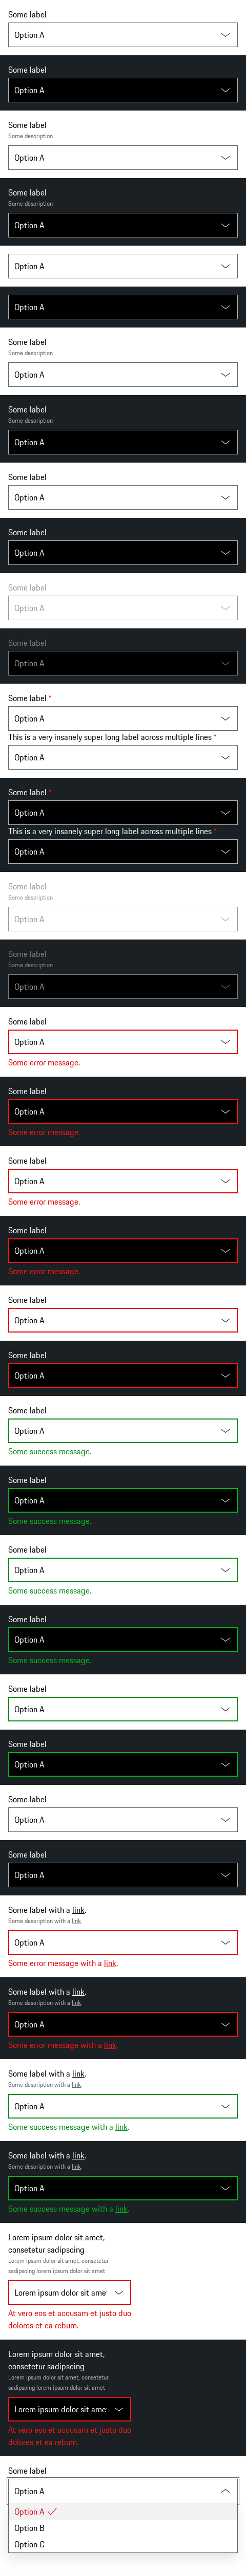 Some label
Option A
Some label
Option A
Some label
Some description
Option A
Some label
Some description
Option A
Option A
Option A
Some label
Some description
Option A
Some label
Some description
Option A
Some label
Option A
Some label
Option A
Some label
Option A
Some label
Option A
Some label *
Option A
This is a very insanely super long label across multiple lines *
Option A
Some label *
Option A
This is a very insanely super long label across multiple lines *
Option A
Some label
Some description
Option A
Some label
Some description
Option A
Some label
Option A
Some error message.
Some label
Option A
Some error message.
Some label
Option A
Some error message.
Some label
Option A
Some error message.
Some label
Option A
Some label
Option A
Some label
Option A
Some success message.
Some label
Option A
Some success message.
Some label
Option A
Some success message.
Some label
Option A
Some success message.
Some label
Option A
Some label
Option A
Some label
Option A
Some label
Option A
Some label with a link.
Some description with a link.
Option A
Some error message with a link.
Some label with a link.
Some description with a link.
Option A
Some error message with a link.
Some label with a link.
Some description with a link.
Option A
Some success message with a link.
Some label with a link.
Some description with a link.
Option A
Some success message with a link.
Lorem ipsum dolor sit amet,
consetetur sadipscing
Lorem ipsum dolor sit amet, consetetur
sadipscing lorem ipsum dolor sit amet
Lorem ipsum dolor sit ame
At vero eos et accusam et justo duo
dolores et ea rebum.
Lorem ipsum dolor sit amet,
consetetur sadipscing
Lorem ipsum dolor sit amet, consetetur
sadipscing lorem ipsum dolor sit amet
Lorem ipsum dolor sit ame
At vero eos et accusam et justo duo
dolores et ea rebum.
Some label
Option A
Option A
Option B
Option C